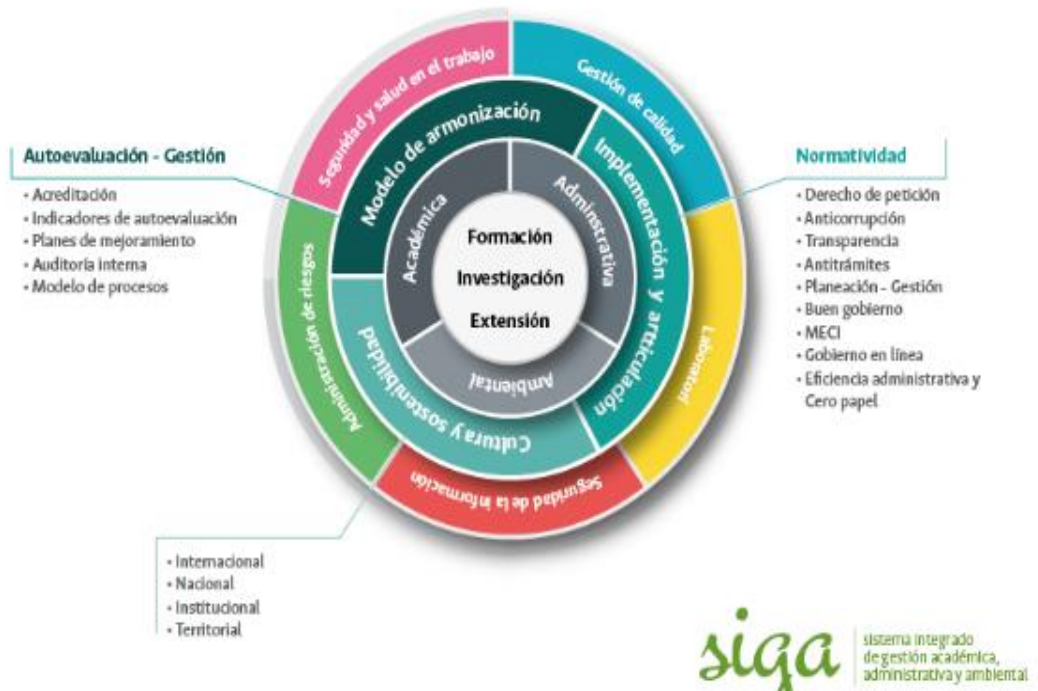 Seguridad y salud en el trabajo
Gestión de calidad
Modelo de armonización
Implementación y artriculación
Académica
Adminstrativa
Formación
Investigación
Extensión
Ambiental
Cultura y sostenibilidad
Administración de riesgos
Laboratori
Seguridad de la información
Autoevaluación - Gestión
• Acreditación
• Indicadores de autoevaluación
• Planes de mejoramiento
• Auditoría interna
• Modelo de procesos
Normatividad
• Derecho de petición
• Anticorrupción
• Transparencia
• Antitrámites
• Planeación - Gestión
• Buen gobierno
• MECI
• Gobierno en línea
• Eficiencia administrativa y
Cero papel
• Internacional
• Nacional
• Institucional
• Territorial
siga
sistema integrado
de gestión académica,
administrativa y ambiental